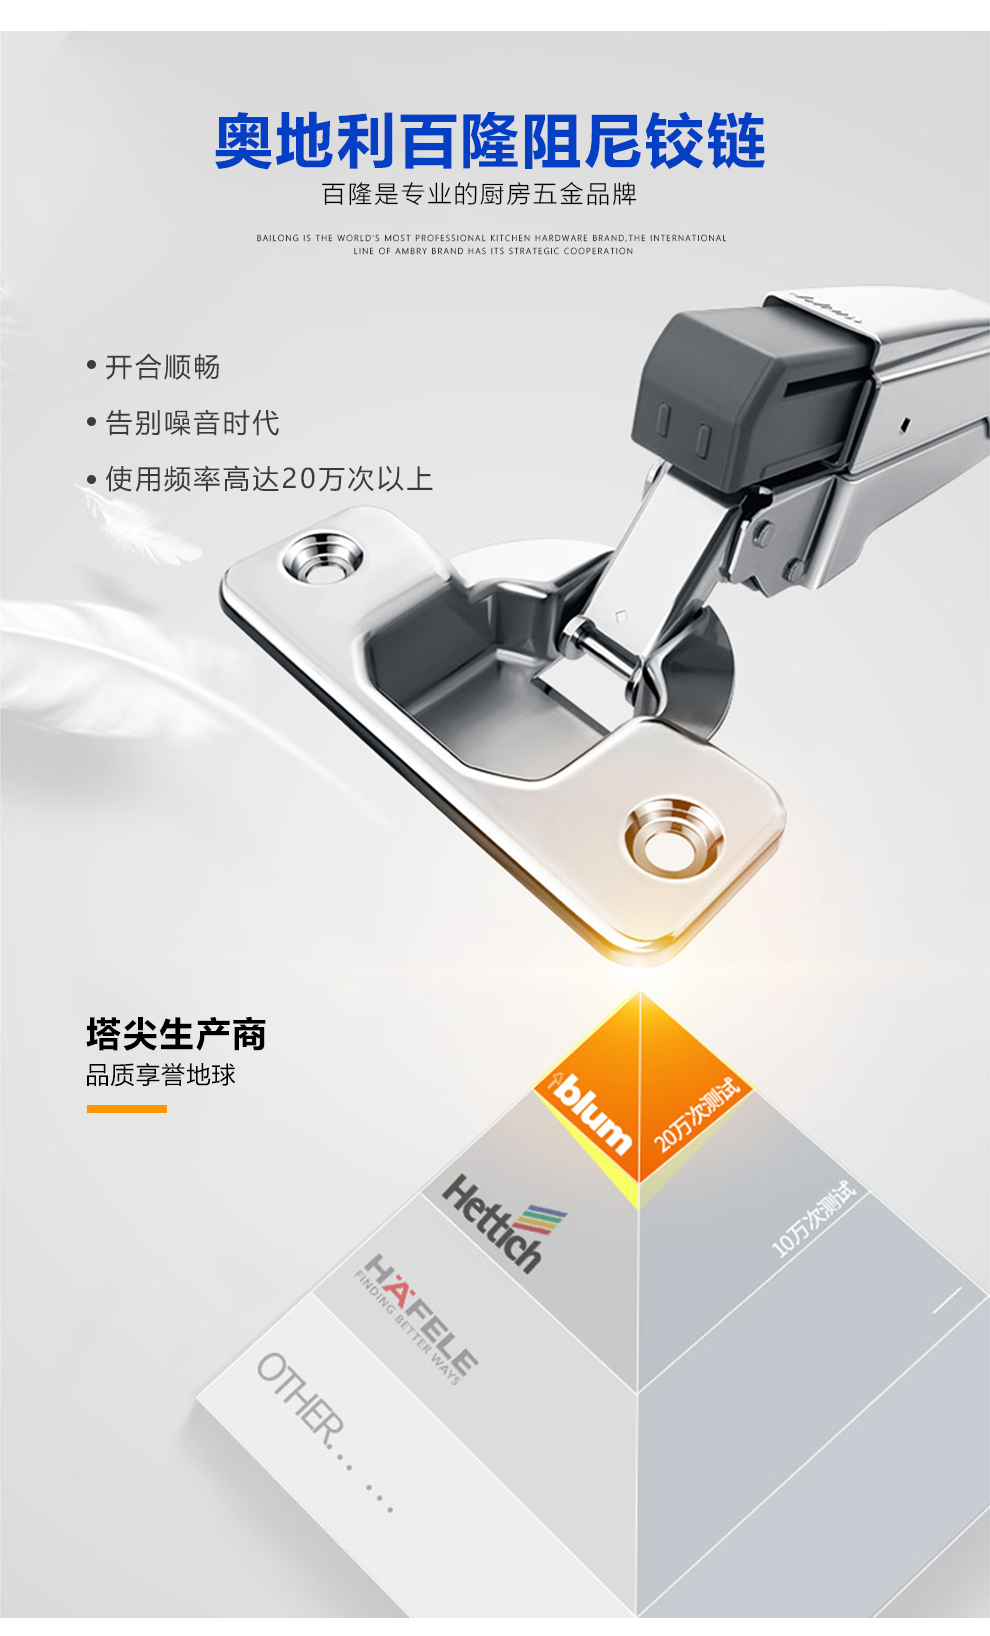 奥地利百隆阻尼铰链
百隆是专业的厨房五金品牌
BAILONG IS THE WORLD'S MOST PROFESSIONAL KITCHEN HARDWARE BRAND,THE INTERNATIONAL
LINE OF AMBRY BRAND HAS ITS STRATEGIC COOPERATION
• 开合顺畅
• 告别噪音时代
• 使用频率高达20万次以上
塔尖生产商
品质享誉地球
blum
20万次测试
Hettich
10万次测试
HÄFELE
FINDING BETTER WAYS
OTHER... ...